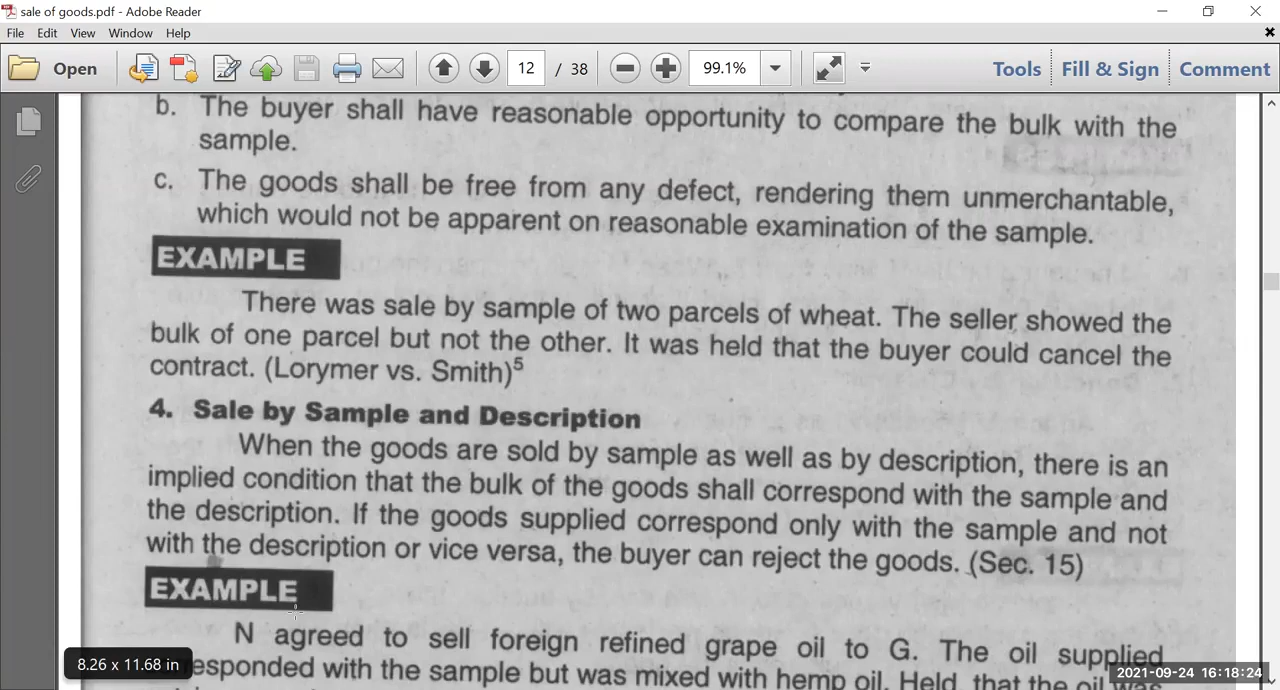 sale of goods.pdf - Adobe Reader
File Edit View Window Help
Open 12 / 38 99.1% Tools Fill & Sign Comment
b. The buyer shall have reasonable opportunity to compare the bulk with the
sample.
c. The goods shall be free from any defect, rendering them unmerchantable,
which would not be apparent on reasonable examination of the sample.
EXAMPLE
There was sale by sample of two parcels of wheat. The seller showed the
bulk of one parcel but not the other. It was held that the buyer could cancel the
contract. (Lorymer vs. Smith)5
4. Sale by Sample and Description
When the goods are sold by sample as well as by description, there is an
implied condition that the bulk of the goods shall correspond with the sample and
the description. If the goods supplied correspond only with the sample and not
with the description or vice versa, the buyer can reject the goods. (Sec. 15)
EXAMPLE
N agreed to sell foreign refined grape oil to G. The oil supplied
responded with the sample but was mixed with hemp oil. Held, that the oil was
8.26 x 11.68 in
2021-09-24 16:18:24